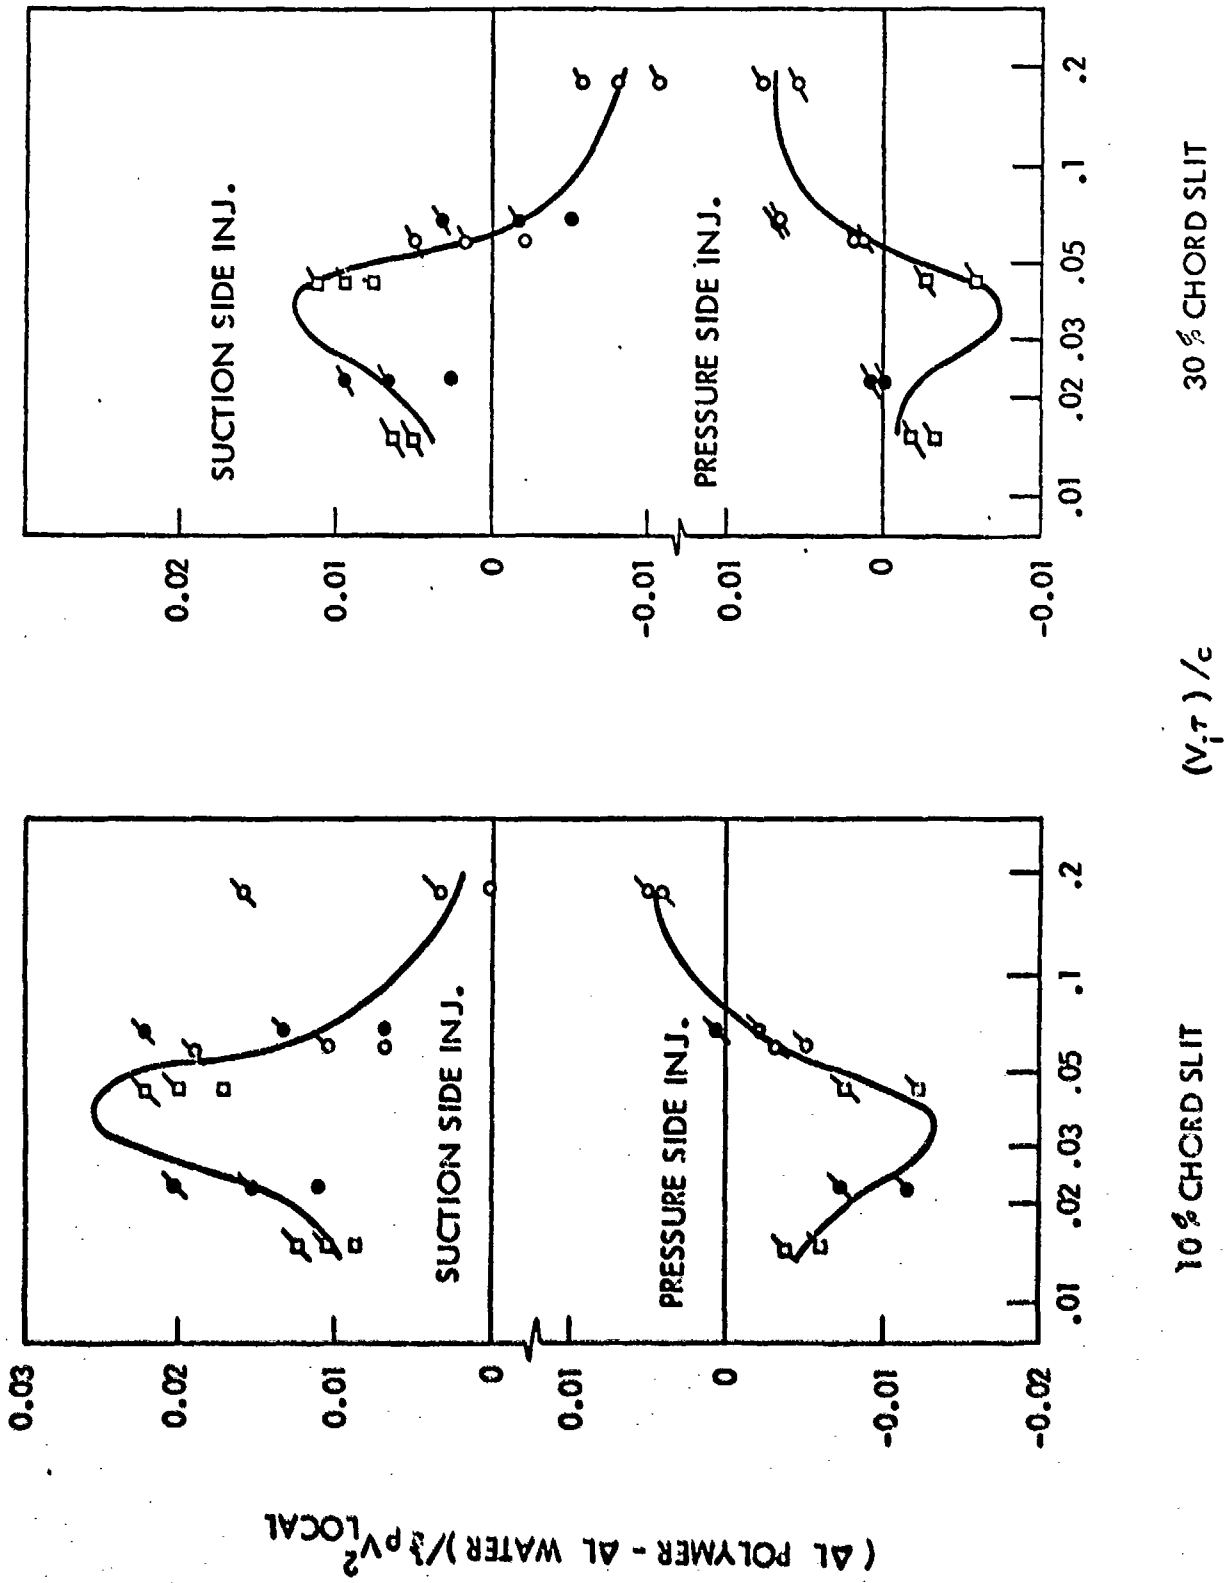 (ΔL POLYMER - ΔL WATER)/½ρV²LOCAL
0.03
0.02
0.01
0
0.01
0
-0.01
-0.02
SUCTION SIDE INJ.
PRESSURE SIDE INJ.
.01 .02 .03 .05 .1 .2
10% CHORD SLIT
(Viτ)/c
0.02
0.01
0
-0.01
0.01
0
-0.01
SUCTION SIDE INJ.
PRESSURE SIDE INJ.
.01 .02 .03 .05 .1 .2
30% CHORD SLIT